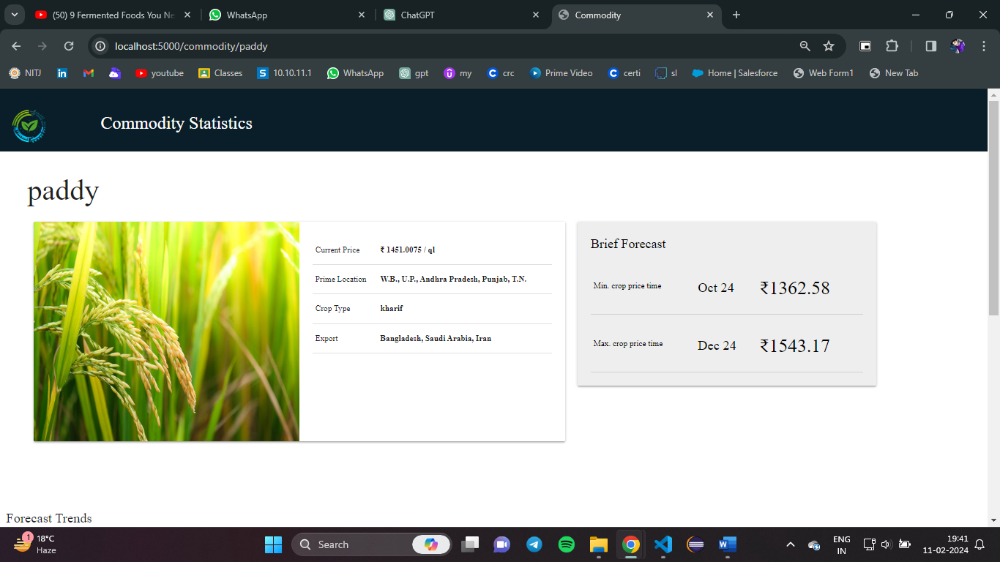 (50) 9 Fermented Foods You Ne
WhatsApp
ChatGPT
Commodity
localhost:5000/commodity/paddy
NITJ
youtube
Classes
10.10.11.1
WhatsApp
gpt
my
crc
Prime Video
certi
sl
Home | Salesforce
Web Form1
New Tab
Commodity Statistics
paddy
Current Price ₹ 1451.0075 / ql
Prime Location W.B., U.P., Andhra Pradesh, Punjab, T.N.
Crop Type kharif
Export Bangladesh, Saudi Arabia, Iran
Brief Forecast
Min. crop price time Oct 24 ₹1362.58
Max. crop price time Dec 24 ₹1543.17
Forecast Trends
1
18°C
Haze
Search
ENG
IN
19:41
11-02-2024